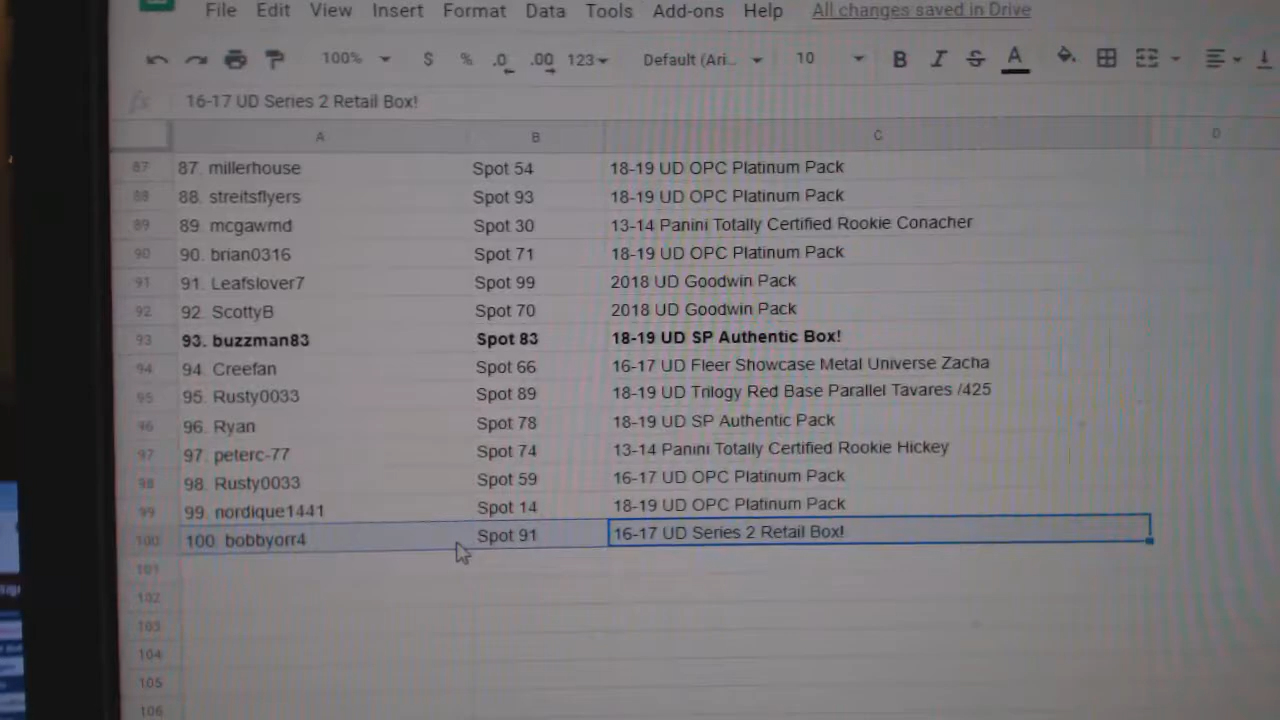 File Edit View Insert Format Data Tools Add-ons Help All changes saved in Drive
100% $ % .0 .00 123 Default (Ari... 10 B I S A
fx 16-17 UD Series 2 Retail Box!
A B C D
87 87. millerhouse Spot 54 18-19 UD OPC Platinum Pack
88 88. streitsflyers Spot 93 18-19 UD OPC Platinum Pack
89 89. mcgawmd Spot 30 13-14 Panini Totally Certified Rookie Conacher
90 90. brian0316 Spot 71 18-19 UD OPC Platinum Pack
91 91. Leafslover7 Spot 99 2018 UD Goodwin Pack
92 92. ScottyB Spot 70 2018 UD Goodwin Pack
93 93. buzzman83 Spot 83 18-19 UD SP Authentic Box!
94 94. Creefan Spot 66 16-17 UD Fleer Showcase Metal Universe Zacha
95 95. Rusty0033 Spot 89 18-19 UD Trilogy Red Base Parallel Tavares /425
96 96. Ryan Spot 78 18-19 UD SP Authentic Pack
97 97. peterc-77 Spot 74 13-14 Panini Totally Certified Rookie Hickey
98 98. Rusty0033 Spot 59 16-17 UD OPC Platinum Pack
99 99. nordique1441 Spot 14 18-19 UD OPC Platinum Pack
100 100. bobbyorr4 Spot 91 16-17 UD Series 2 Retail Box!
101
102
103
104
105
106